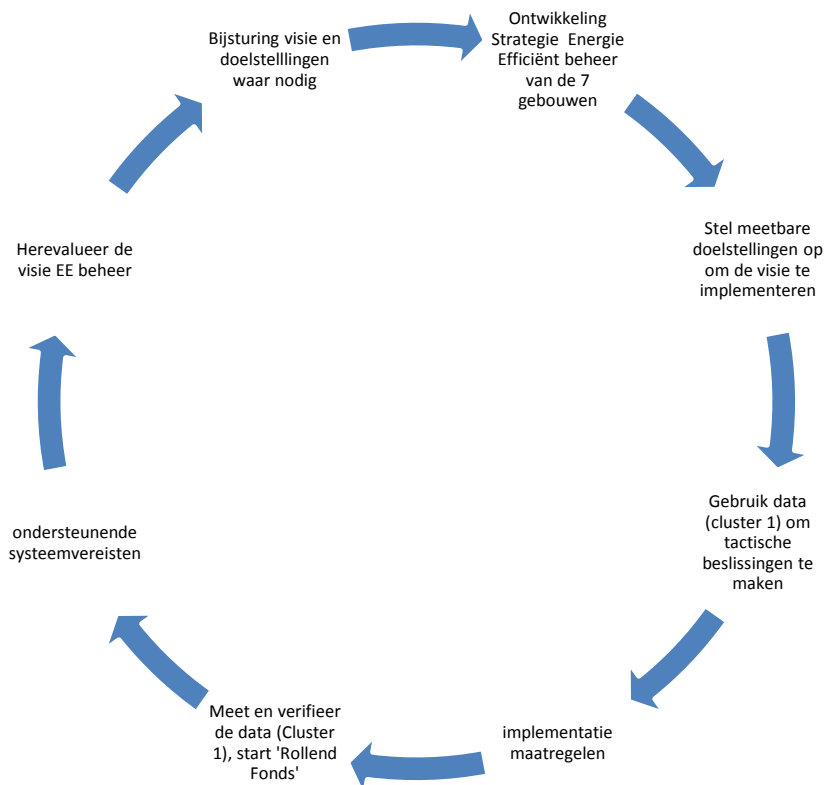 Ontwikkeling
Strategie Energie
Efficiënt beheer
van de 7
gebouwen
Stel meetbare
doelstellingen op
om de visie te
implementeren
Gebruik data
(cluster 1) om
tactische
beslissingen te
maken
implementatie
maatregelen
Meet en verifieer
de data (Cluster
1), start 'Rollend
Fonds'
ondersteunende
systeemvereisten
Herevalueer de
visie EE beheer
Bijsturing visie en
doelstelllingen
waar nodig